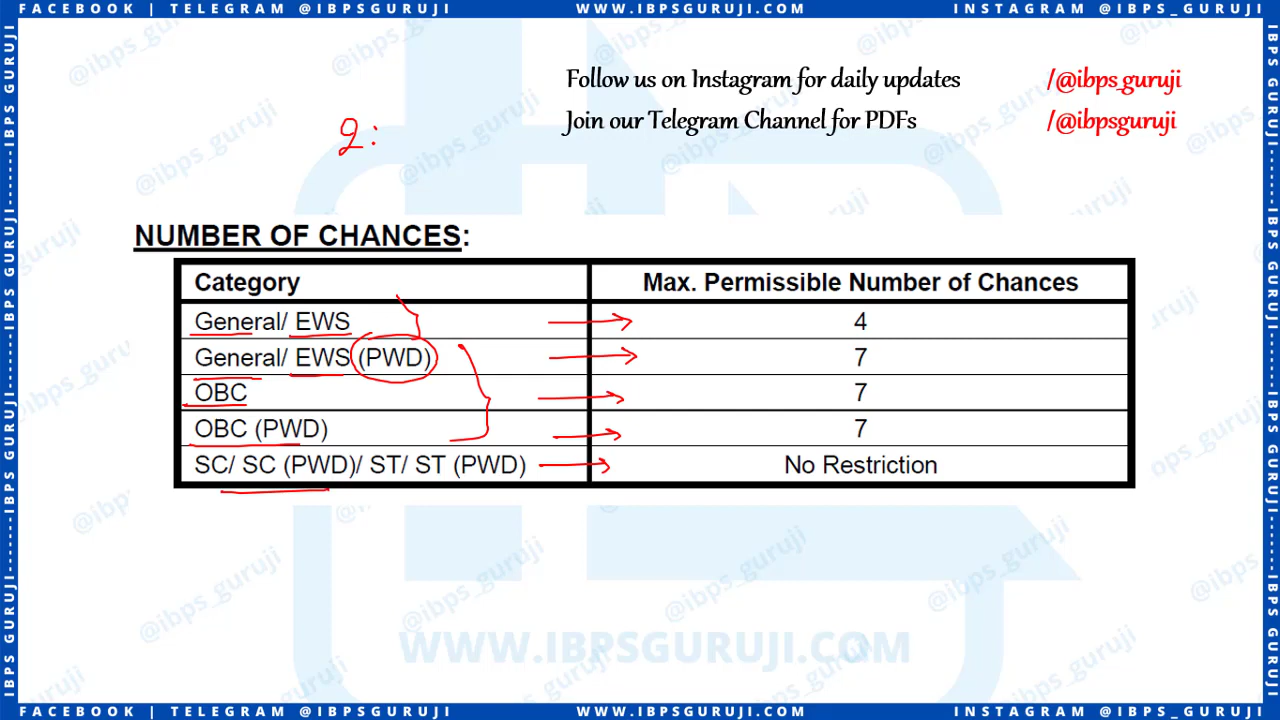 FACEBOOK | TELEGRAM @IBPSGURUJI WWW.IBPSGURUJI.COM INSTAGRAM @IBPS_GURUJI
Follow us on Instagram for daily updates /@ibps_guruji
Join our Telegram Channel for PDFs /@ibpsguruji
2:
NUMBER OF CHANCES:
Category Max. Permissible Number of Chances
General/ EWS 4
General/ EWS (PWD) 7
OBC 7
OBC (PWD) 7
SC/ SC (PWD)/ ST/ ST (PWD) No Restriction
WWW.IBPSGURUJI.COM
FACEBOOK | TELEGRAM @IBPSGURUJI WWW.IBPSGURUJI.COM INSTAGRAM @IBPS_GURUJI